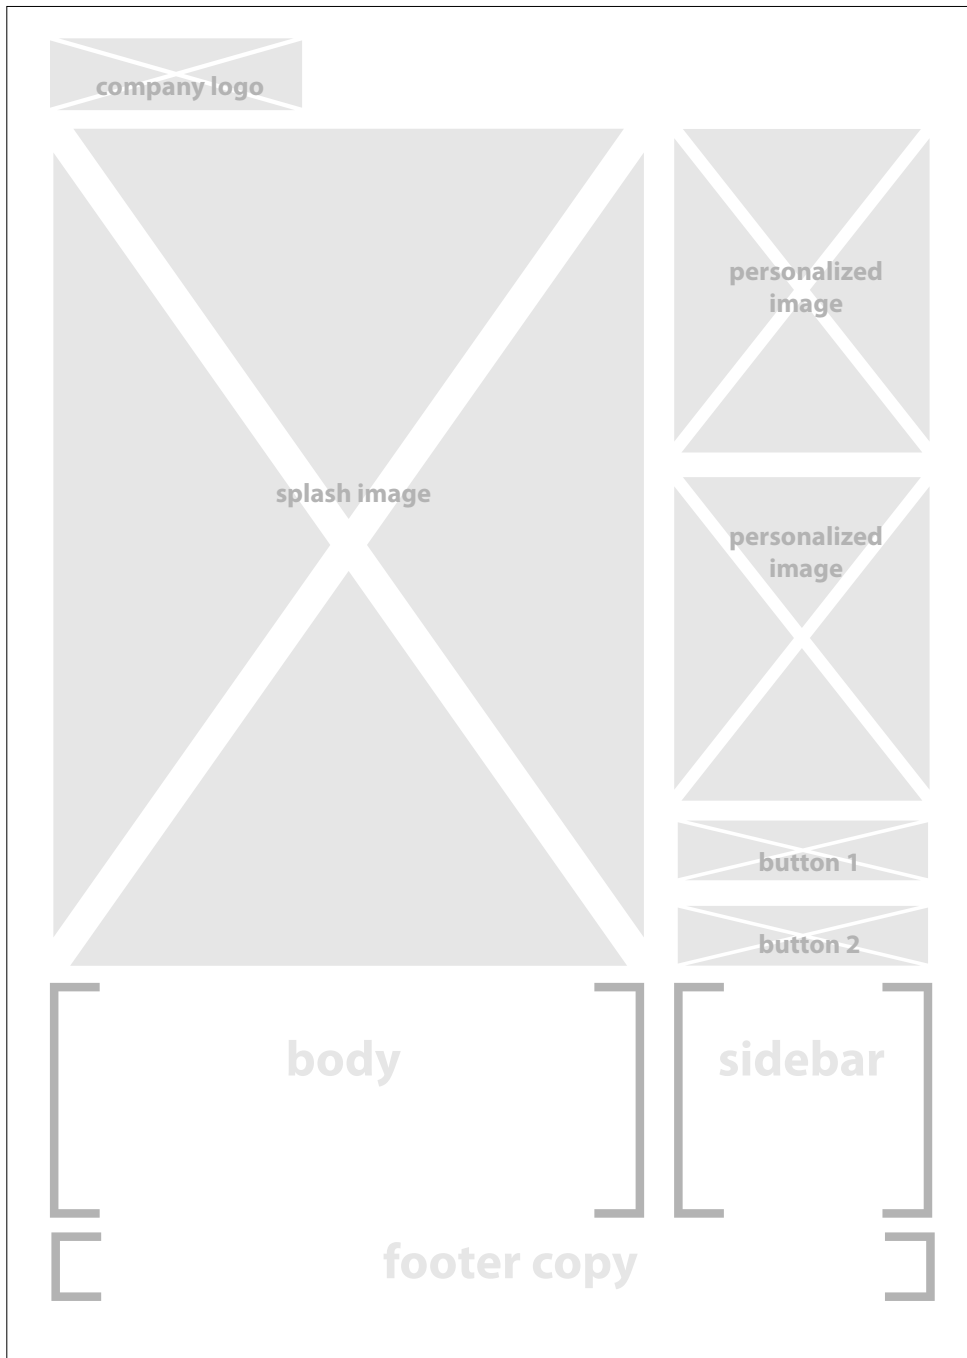 company logo
splash image
personalized
image
personalized
image
button 1
button 2
body
sidebar
footer copy